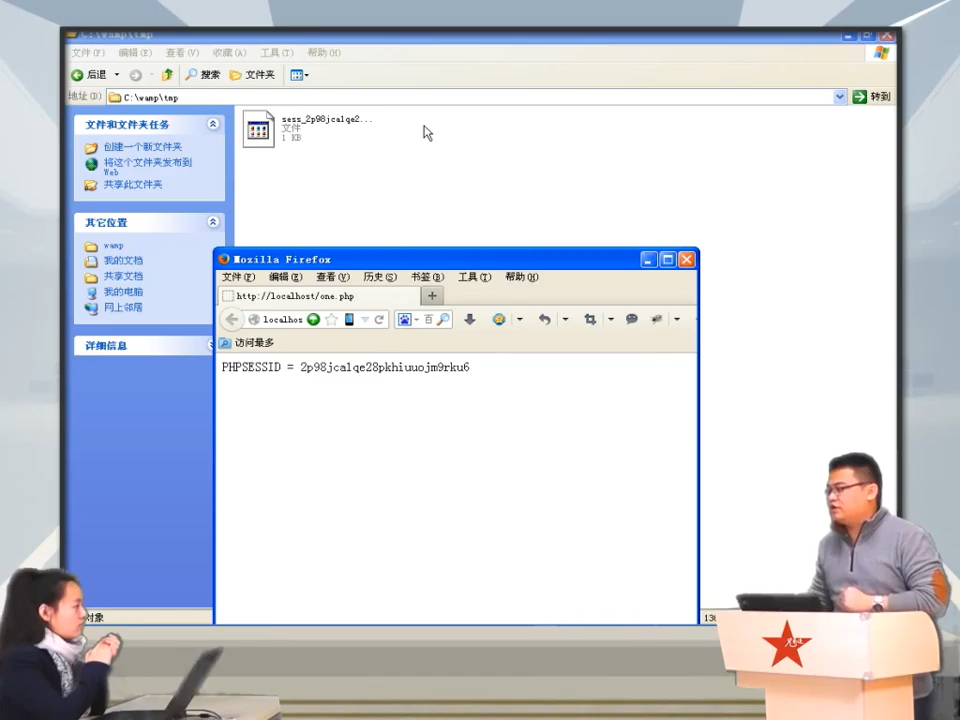 C:\wamp\tmp
文件(F) 编辑(E) 查看(V) 收藏(A) 工具(T) 帮助(H)
后退 搜索 文件夹
地址(D) C:\wamp\tmp 转到
文件和文件夹任务
创建一个新文件夹
将这个文件夹发布到
Web
共享此文件夹
其它位置
wamp
我的文档
共享文档
我的电脑
网上邻居
详细信息
sess_2p98jca1qe2...
文件
1 KB
Mozilla Firefox
文件(F) 编辑(E) 查看(V) 历史(S) 书签(B) 工具(T) 帮助(H)
http://localhost/one.php
localhos 百
访问最多
PHPSESSID = 2p98jca1qe28pkhiuuojm9rku6
对象